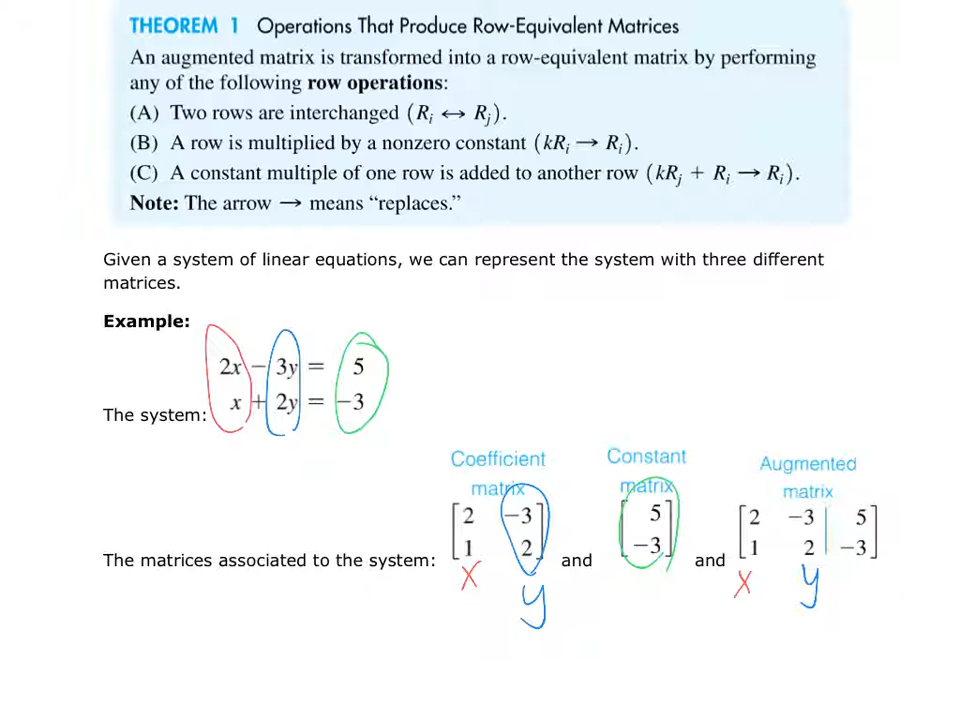 THEOREM 1 Operations That Produce Row-Equivalent Matrices
An augmented matrix is transformed into a row-equivalent matrix by performing
any of the following row operations:
(A) Two rows are interchanged (Rᵢ ↔ Rⱼ).
(B) A row is multiplied by a nonzero constant (kRᵢ → Rᵢ).
(C) A constant multiple of one row is added to another row (kRⱼ + Rᵢ → Rᵢ).
Note: The arrow → means “replaces.”
Given a system of linear equations, we can represent the system with three different
matrices.
Example:
2x − 3y = 5
x + 2y = −3
The system:
Coefficient matrix
Constant matrix
Augmented matrix
[2 −3] [5] [2 −3 | 5]
[1 2] [−3] [1 2 | −3]
The matrices associated to the system: and and
x y x y